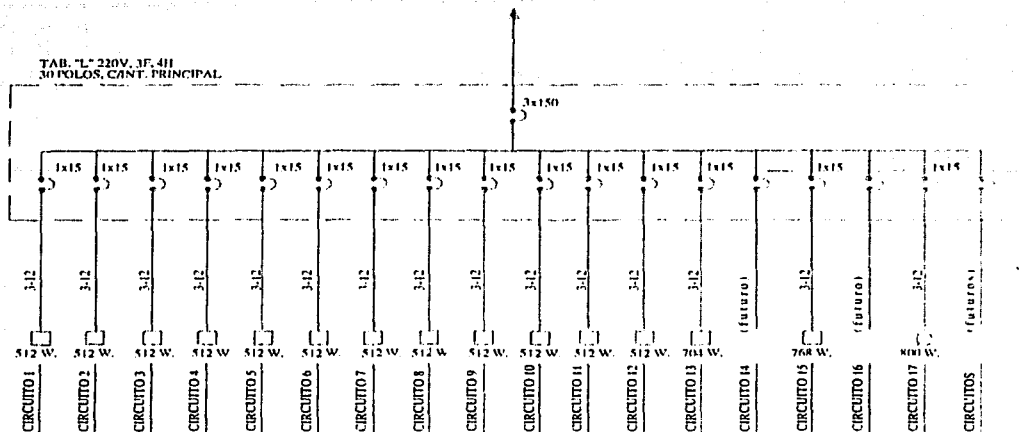 TAB. "L" 220V, 3F, 4H
30 POLOS, C/INT. PRINCIPAL
3x150
1x15 1x15 1x15 1x15 1x15 1x15 1x15 1x15 1x15 1x15 1x15 1x15 1x15 1x15 1x15
3-12 3-12 3-12 3-12 3-12 3-12 3-12 3-12 3-12 3-12 3-12 3-12 3-12 (futuro) 3-12 (futuro) 3-12 (futuros)
512 W. 512 W. 512 W. 512 W 512 W. 512 W. 512 W. 512 W 512 W. 512 W. 512 W. 512 W. 704 W. 768 W. 800 W.
CIRCUITO 1
CIRCUITO 2
CIRCUITO 3
CIRCUITO 4
CIRCUITO 5
CIRCUITO 6
CIRCUITO 7
CIRCUITO 8
CIRCUITO 9
CIRCUITO 10
CIRCUITO 11
CIRCUITO 12
CIRCUITO 13
CIRCUITO 14
CIRCUITO 15
CIRCUITO 16
CIRCUITO 17
CIRCUITOS